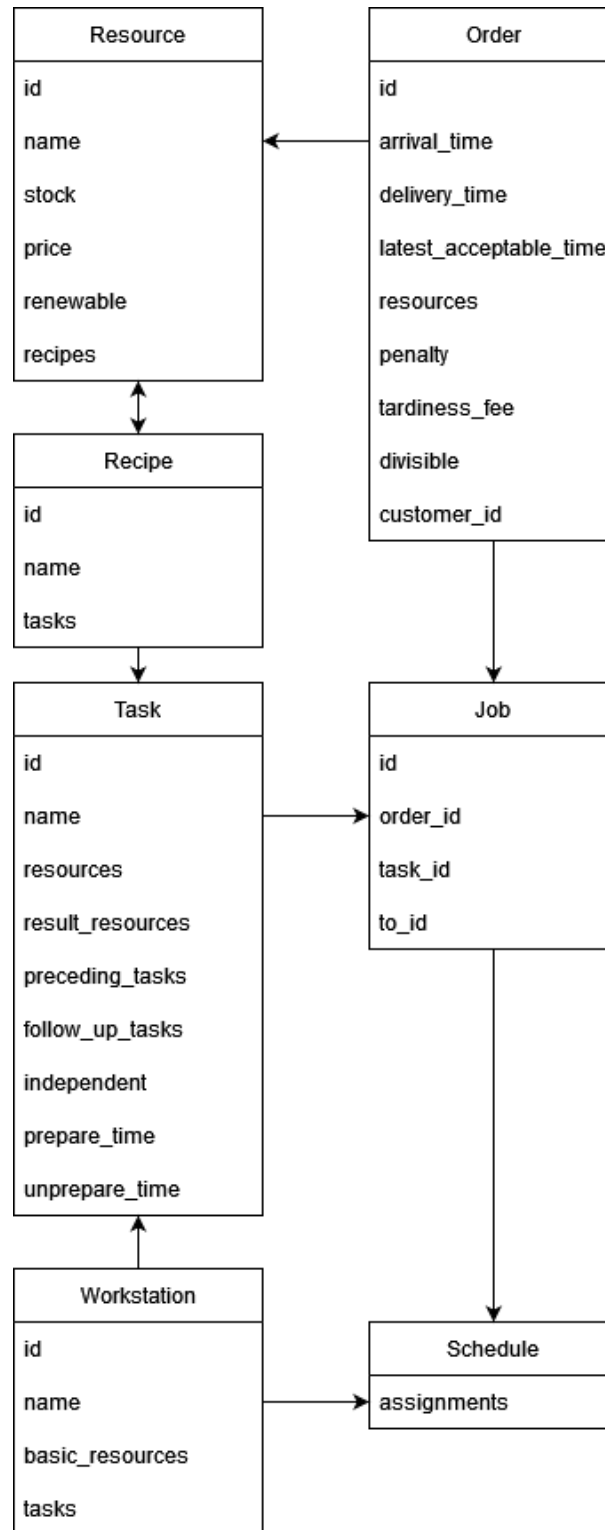 Resource
id
name
stock
price
renewable
recipes
Order
id
arrival_time
delivery_time
latest_acceptable_time
resources
penalty
tardiness_fee
divisible
customer_id
Recipe
id
name
tasks
Task
id
name
resources
result_resources
preceding_tasks
follow_up_tasks
independent
prepare_time
unprepare_time
Job
id
order_id
task_id
to_id
Workstation
id
name
basic_resources
tasks
Schedule
assignments